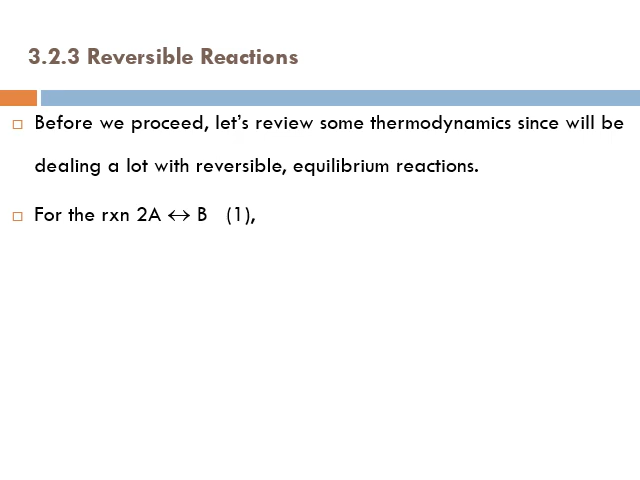 3.2.3 Reversible Reactions
Before we proceed, let's review some thermodynamics since will be
dealing a lot with reversible, equilibrium reactions.
For the rxn 2A ↔ B (1),